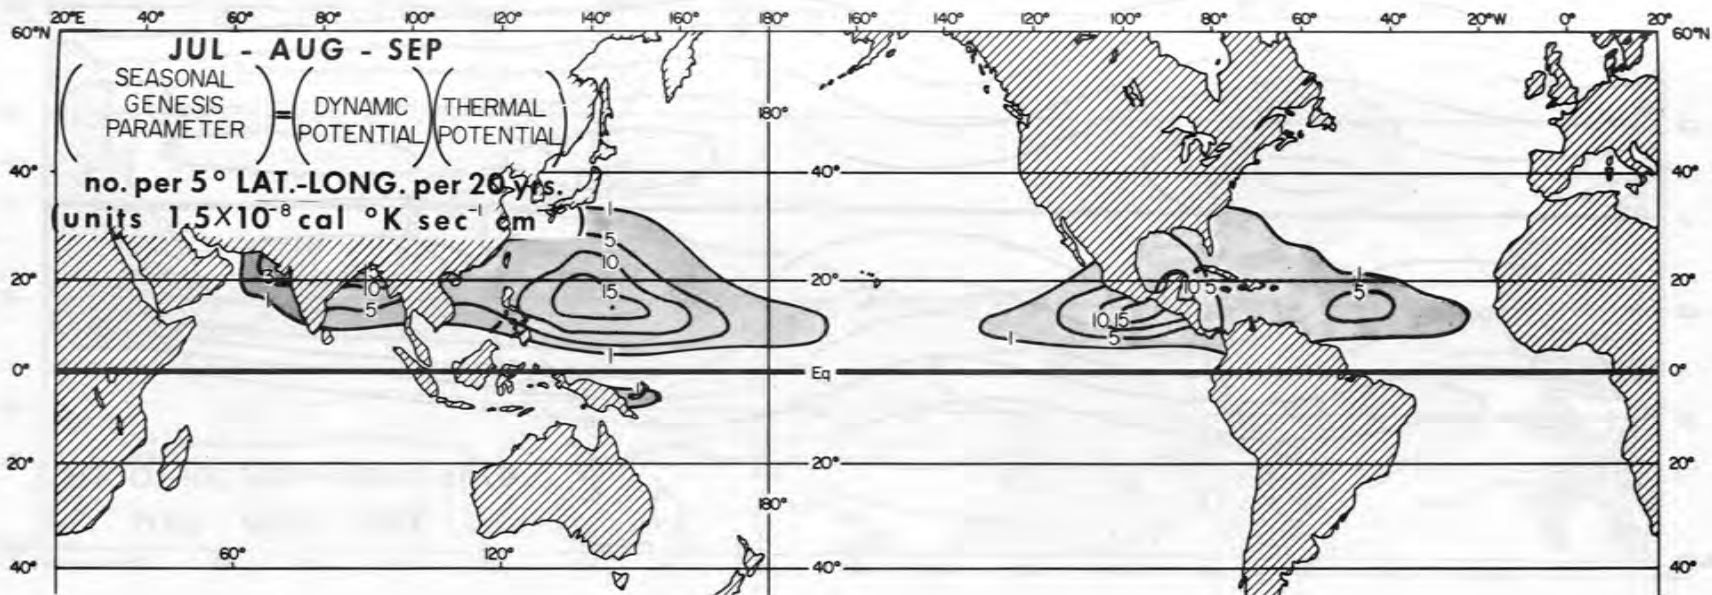 20°E 40° 60° 80° 100° 120° 140° 160° 180° 160° 140° 120° 100° 80° 60° 40° 20°W 0° 20°
60°N 60°N
JUL - AUG - SEP
SEASONAL
GENESIS
PARAMETER
=
DYNAMIC
POTENTIAL
THERMAL
POTENTIAL
180°
40° 40° 40°
no. per 5° LAT.-LONG. per 20 yrs.
(units 1.5X10⁻⁸ cal °K sec⁻¹ cm
1
5
10
20° 3 20° 1 20°
10 15 10 5 5
1 5 10,15
1 5 1
0° Eq 0°
1
20° 20° 20°
180°
60° 120°
40° 40° 40°